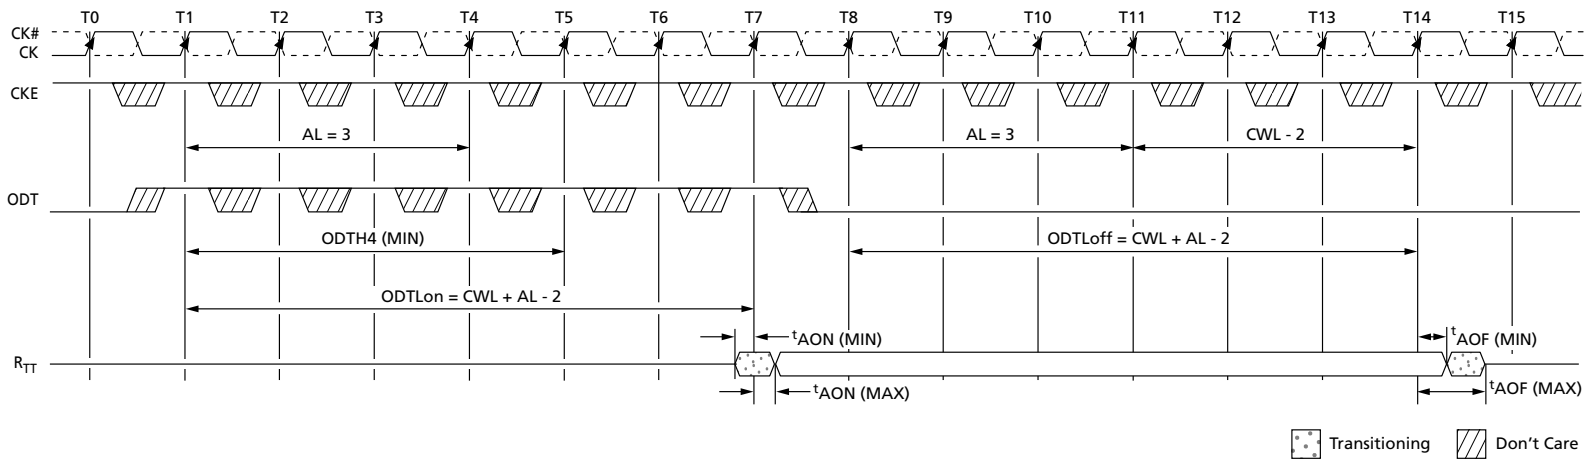 T0 T1 T2 T3 T4 T5 T6 T7 T8 T9 T10 T11 T12 T13 T14 T15
CK#
CK
CKE
AL = 3
AL = 3
CWL - 2
ODT
ODTH4 (MIN)
ODTLoff = CWL + AL - 2
ODTLon = CWL + AL - 2
tAON (MIN)
tAOF (MIN)
RTT
tAON (MAX)
tAOF (MAX)
Transitioning
Don't Care